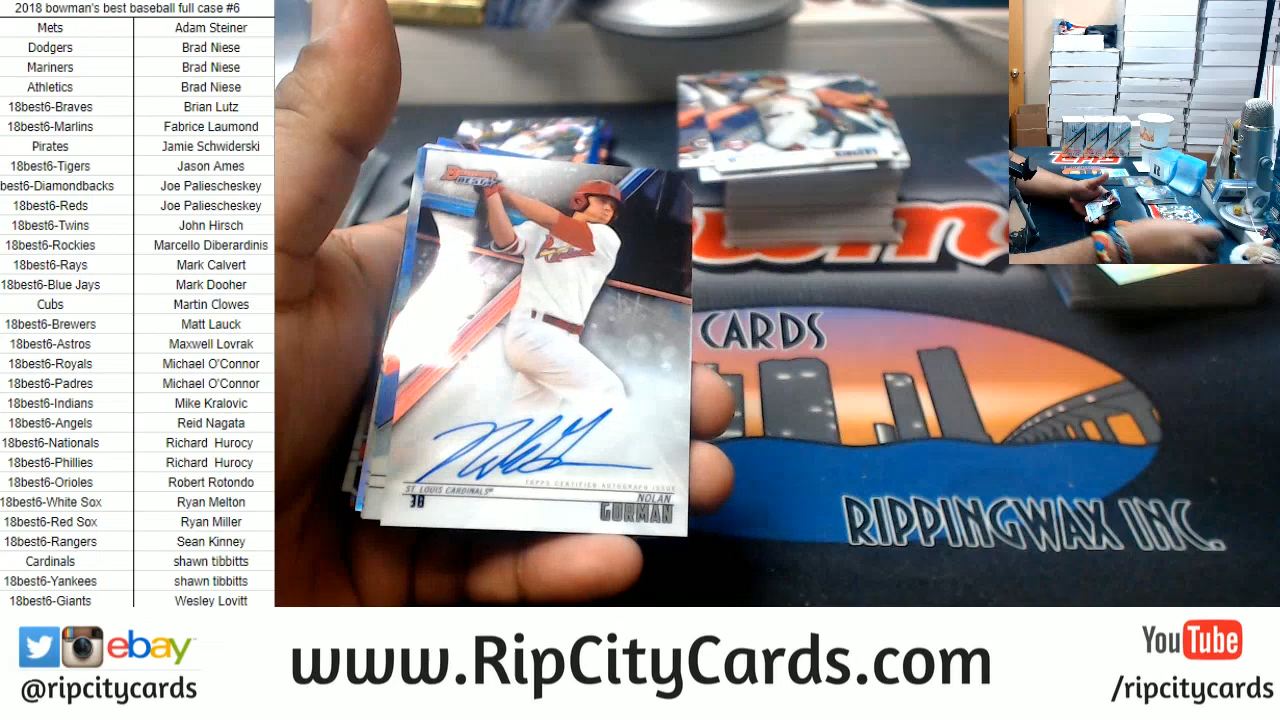 2018 bowman's best baseball full case #6
Mets Adam Steiner
Dodgers Brad Niese
Mariners Brad Niese
Athletics Brad Niese
18best6-Braves Brian Lutz
18best6-Marlins Fabrice Laumond
Pirates Jamie Schwiderski
18best6-Tigers Jason Ames
best6-Diamondbacks Joe Paliescheskey
18best6-Reds Joe Paliescheskey
18best6-Twins John Hirsch
18best6-Rockies Marcello Diberardinis
18best6-Rays Mark Calvert
18best6-Blue Jays Mark Dooher
Cubs Martin Clowes
18best6-Brewers Matt Lauck
18best6-Astros Maxwell Lovrak
18best6-Royals Michael O'Connor
18best6-Padres Michael O'Connor
18best6-Indians Mike Kralovic
18best6-Angels Reid Nagata
18best6-Nationals Richard Hurocy
18best6-Phillies Richard Hurocy
18best6-Orioles Robert Rotondo
18best6-White Sox Ryan Melton
18best6-Red Sox Ryan Miller
18best6-Rangers Sean Kinney
Cardinals shawn tibbitts
18best6-Yankees shawn tibbitts
18best6-Giants Wesley Lovitt
Bowman's
BEST
TOPPS CERTIFIED AUTOGRAPH ISSUE
ST. LOUIS CARDINALS®
3B
NOLAN
GORMAN
CARDS
RIPPINGWAX INC.
ebay
@ripcitycards
www.RipCityCards.com
YouTube
/ripcitycards